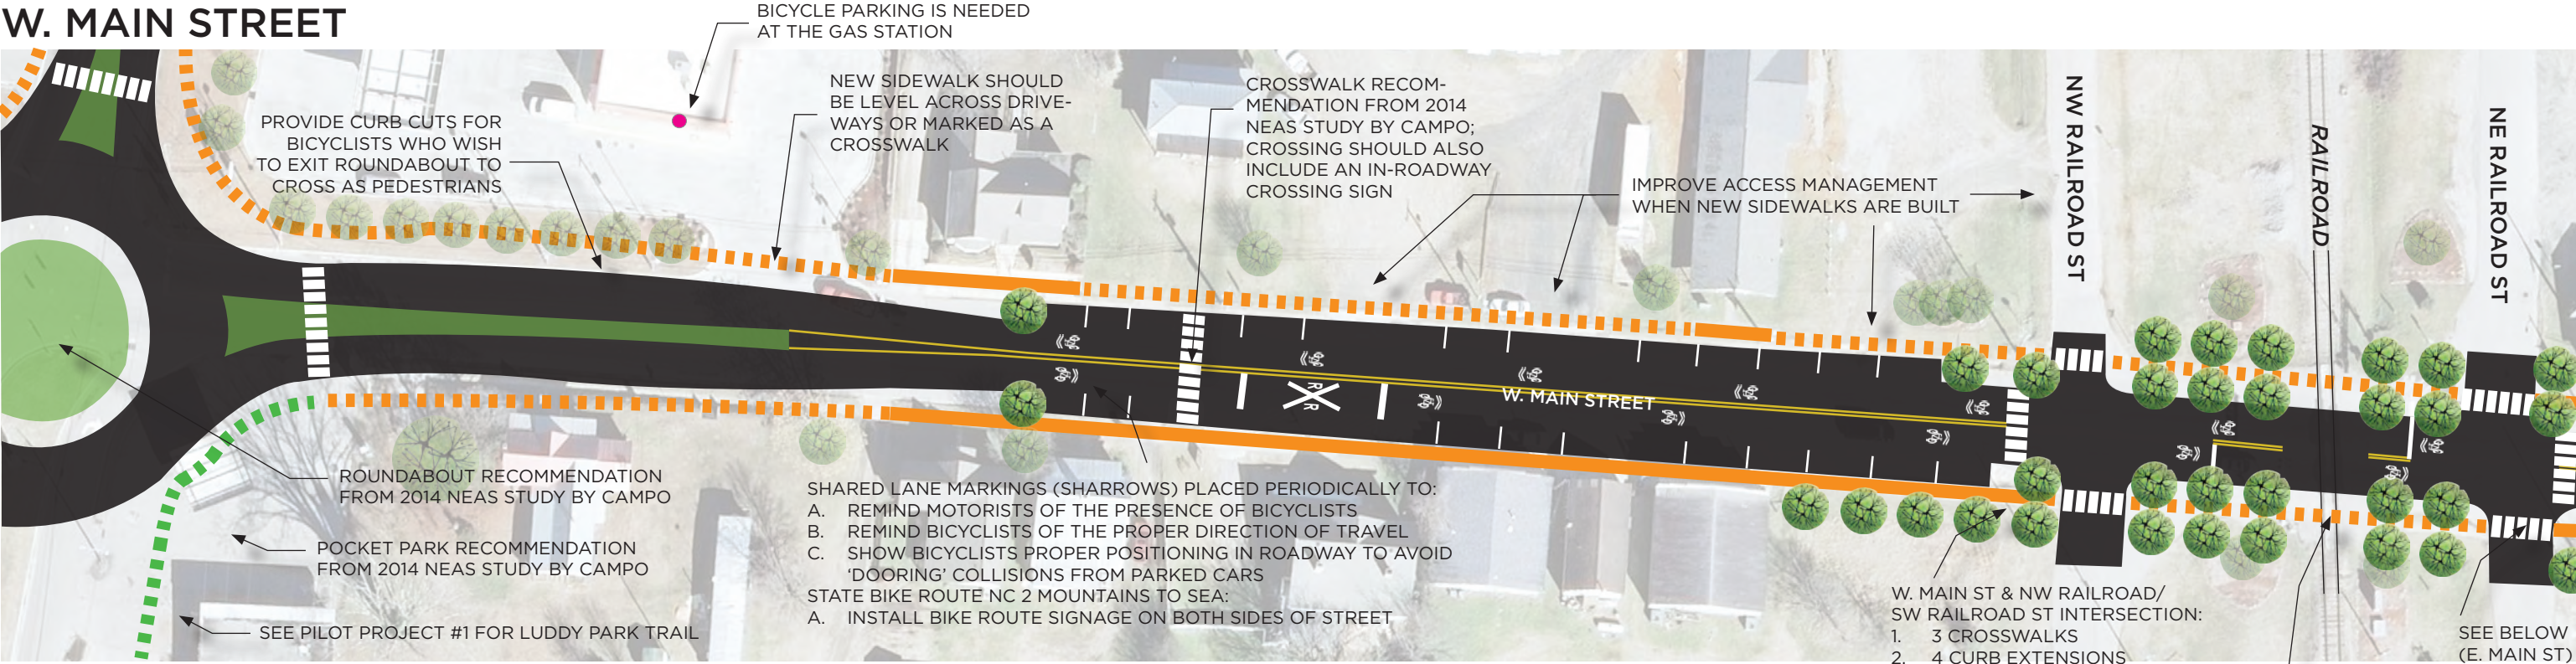 W. MAIN STREET
BICYCLE PARKING IS NEEDED
AT THE GAS STATION
PROVIDE CURB CUTS FOR
BICYCLISTS WHO WISH
TO EXIT ROUNDABOUT TO
CROSS AS PEDESTRIANS
NEW SIDEWALK SHOULD
BE LEVEL ACROSS DRIVE-
WAYS OR MARKED AS A
CROSSWALK
CROSSWALK RECOM-
MENDATION FROM 2014
NEAS STUDY BY CAMPO;
CROSSING SHOULD ALSO
INCLUDE AN IN-ROADWAY
CROSSING SIGN
IMPROVE ACCESS MANAGEMENT
WHEN NEW SIDEWALKS ARE BUILT
NW RAILROAD ST
RAILROAD
NE RAILROAD ST
W. MAIN STREET
R R
ROUNDABOUT RECOMMENDATION
FROM 2014 NEAS STUDY BY CAMPO
POCKET PARK RECOMMENDATION
FROM 2014 NEAS STUDY BY CAMPO
SEE PILOT PROJECT #1 FOR LUDDY PARK TRAIL
SHARED LANE MARKINGS (SHARROWS) PLACED PERIODICALLY TO:
A. REMIND MOTORISTS OF THE PRESENCE OF BICYCLISTS
B. REMIND BICYCLISTS OF THE PROPER DIRECTION OF TRAVEL
C. SHOW BICYCLISTS PROPER POSITIONING IN ROADWAY TO AVOID
‘DOORING’ COLLISIONS FROM PARKED CARS
STATE BIKE ROUTE NC 2 MOUNTAINS TO SEA:
A. INSTALL BIKE ROUTE SIGNAGE ON BOTH SIDES OF STREET
W. MAIN ST & NW RAILROAD/
SW RAILROAD ST INTERSECTION:
1. 3 CROSSWALKS
2. 4 CURB EXTENSIONS
SEE BELOW
(E. MAIN ST)